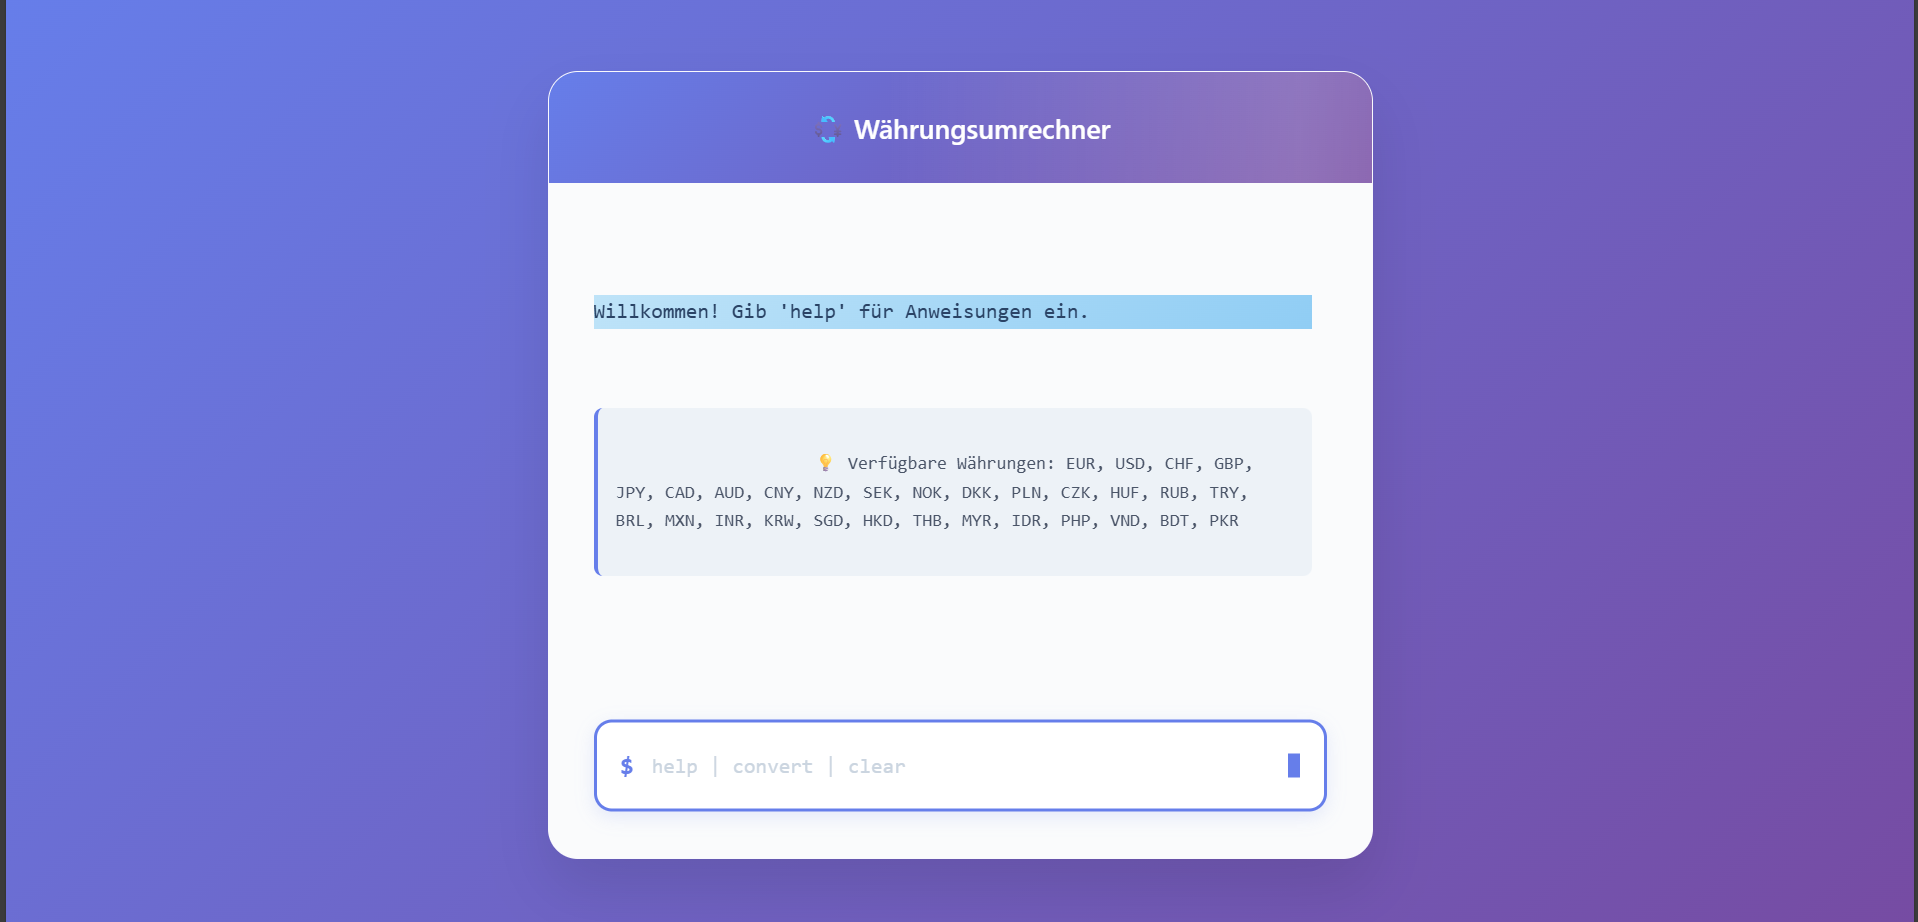 Währungsumrechner
Willkommen! Gib 'help' für Anweisungen ein.
💡 Verfügbare Währungen: EUR, USD, CHF, GBP,
JPY, CAD, AUD, CNY, NZD, SEK, NOK, DKK, PLN, CZK, HUF, RUB, TRY,
BRL, MXN, INR, KRW, SGD, HKD, THB, MYR, IDR, PHP, VND, BDT, PKR
$ help | convert | clear